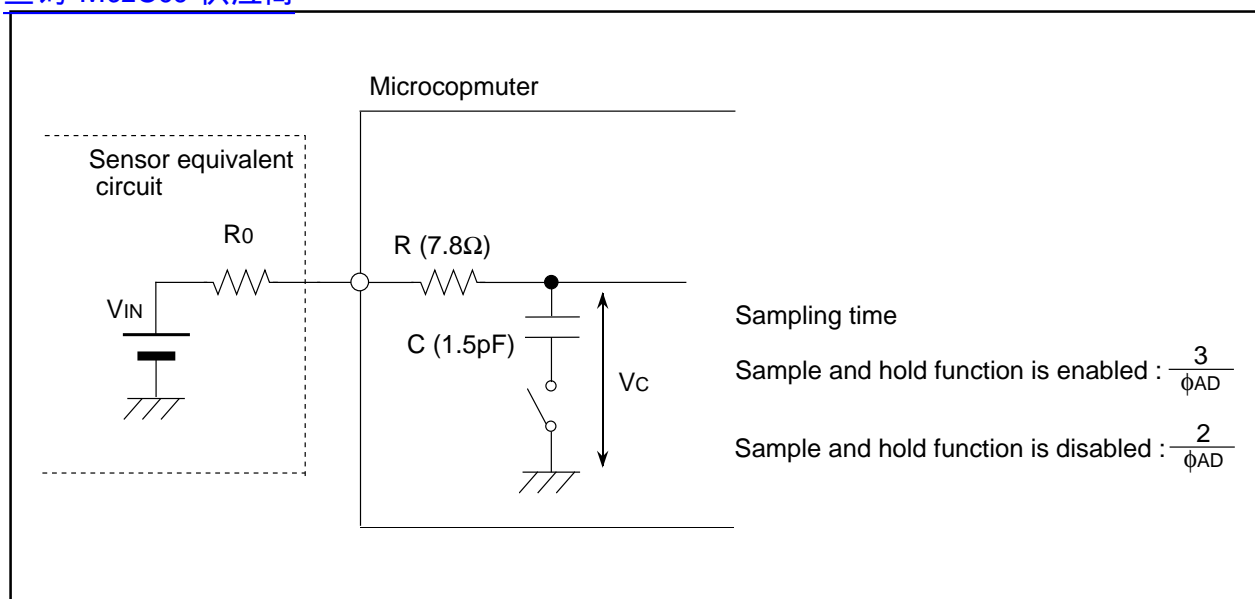 Microcopmuter
Sensor equivalent
circuit
R0
R (7.8Ω)
VIN
C (1.5pF)
VC
Sampling time
Sample and hold function is enabled : 3/ϕAD
Sample and hold function is disabled : 2/ϕAD